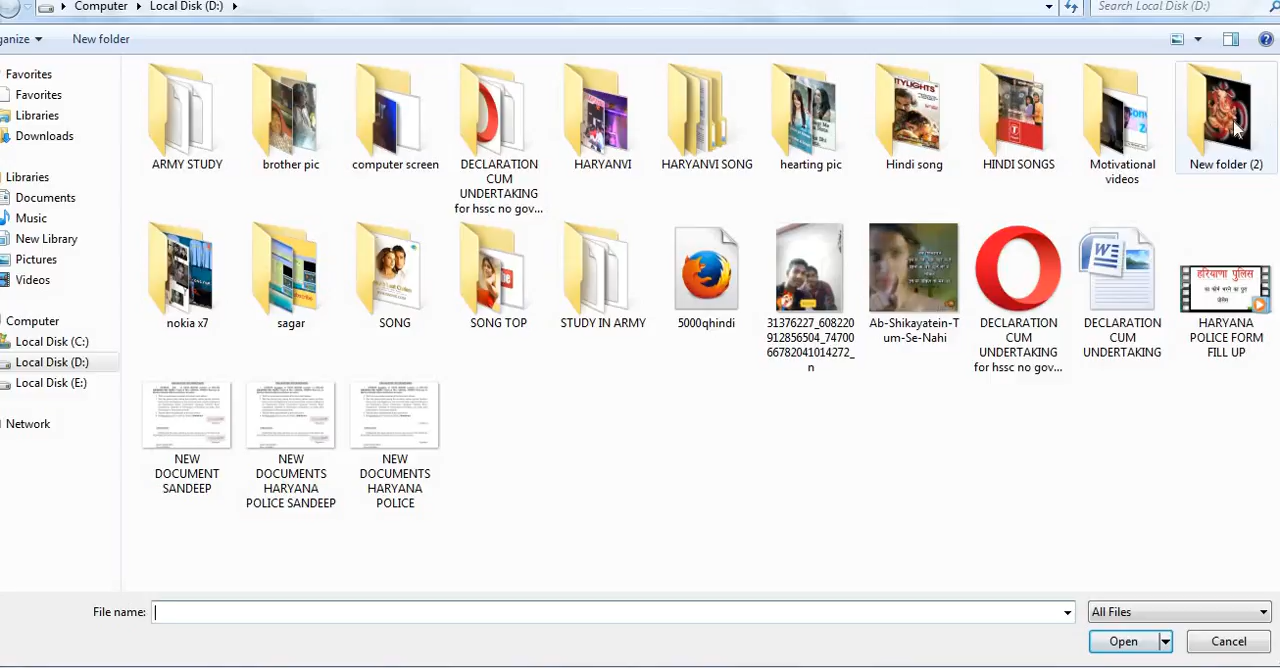 Computer Local Disk (D:)
Search Local Disk (D:)
anize
New folder
Favorites
Favorites
Libraries
Downloads
Libraries
Documents
Music
New Library
Pictures
Videos
Computer
Local Disk (C:)
Local Disk (D:)
Local Disk (E:)
Network
ARMY STUDY
brother pic
computer screen
DECLARATION
CUM
UNDERTAKING
for hssc no gov...
HARYANVI
HARYANVI SONG
hearting pic
CITYLIGHTS
Hindi song
HINDI SONGS
Motivational
videos
New folder (2)
nokia x7
sagar
SONG
SONG TOP
STUDY IN ARMY
5000qhindi
31376227_608220
912856504_74700
66782041014272_
n
Ab-Shikayatein-T
um-Se-Nahi
DECLARATION
CUM
UNDERTAKING
for hssc no gov...
DECLARATION
CUM
UNDERTAKING
हरियाणा पुलिस
HARYANA
POLICE FORM
FILL UP
NEW
DOCUMENT
SANDEEP
NEW
DOCUMENTS
HARYANA
POLICE SANDEEP
NEW
DOCUMENTS
HARYANA
POLICE
File name:
All Files
Open
Cancel